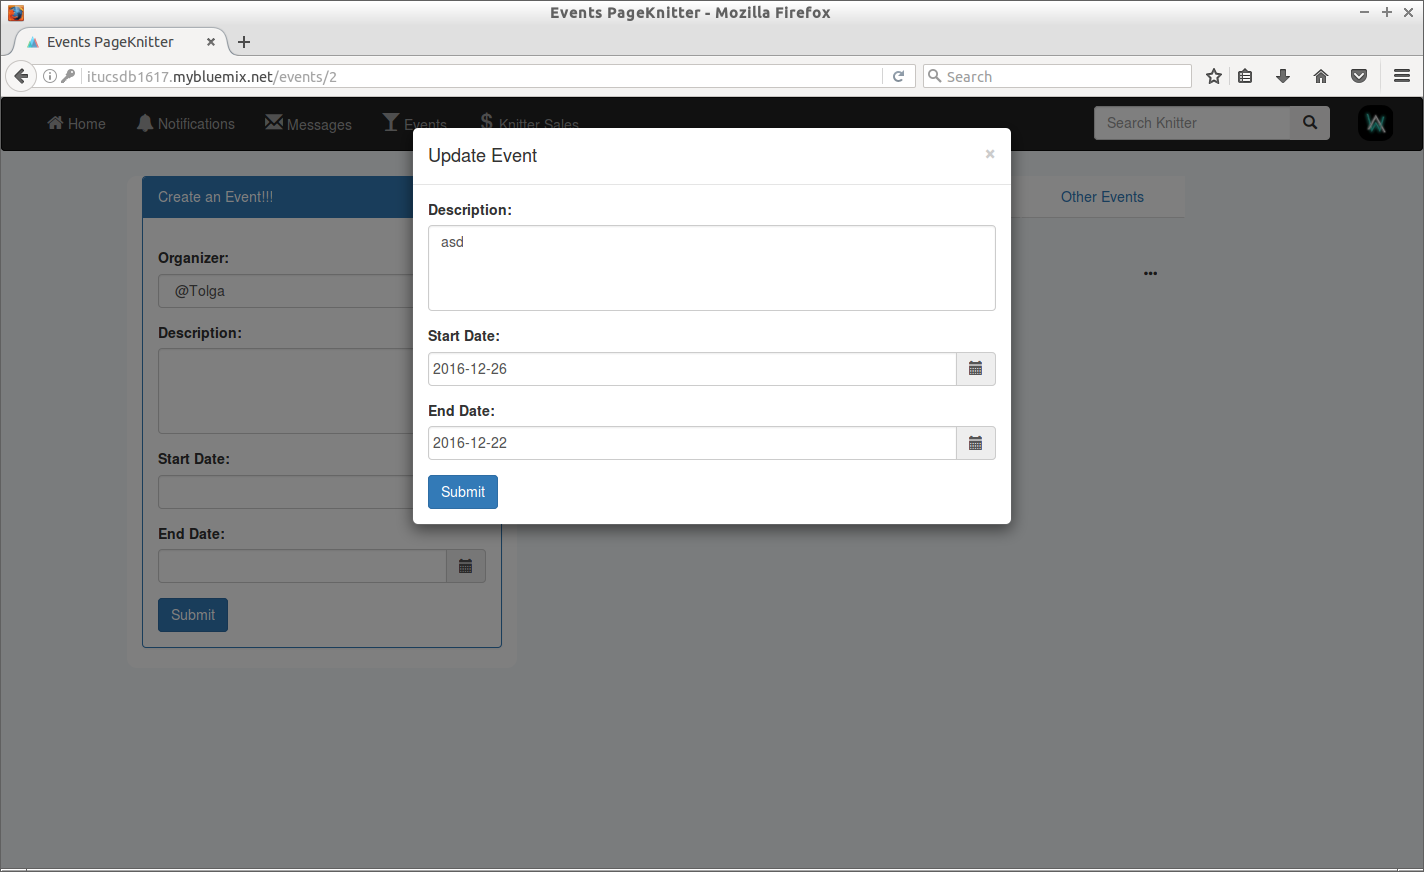 Events PageKnitter - Mozilla Firefox
Events PageKnitter
itucsdb1617.mybluemix.net/events/2
Search
Home Notifications Messages Events Knitter Sales Search Knitter
Update Event
Create an Event!!!
Other Events
Description:
asd
Organizer:
@Tolga
Description:
Start Date:
2016-12-26
End Date:
2016-12-22
Start Date:
Submit
End Date:
Submit